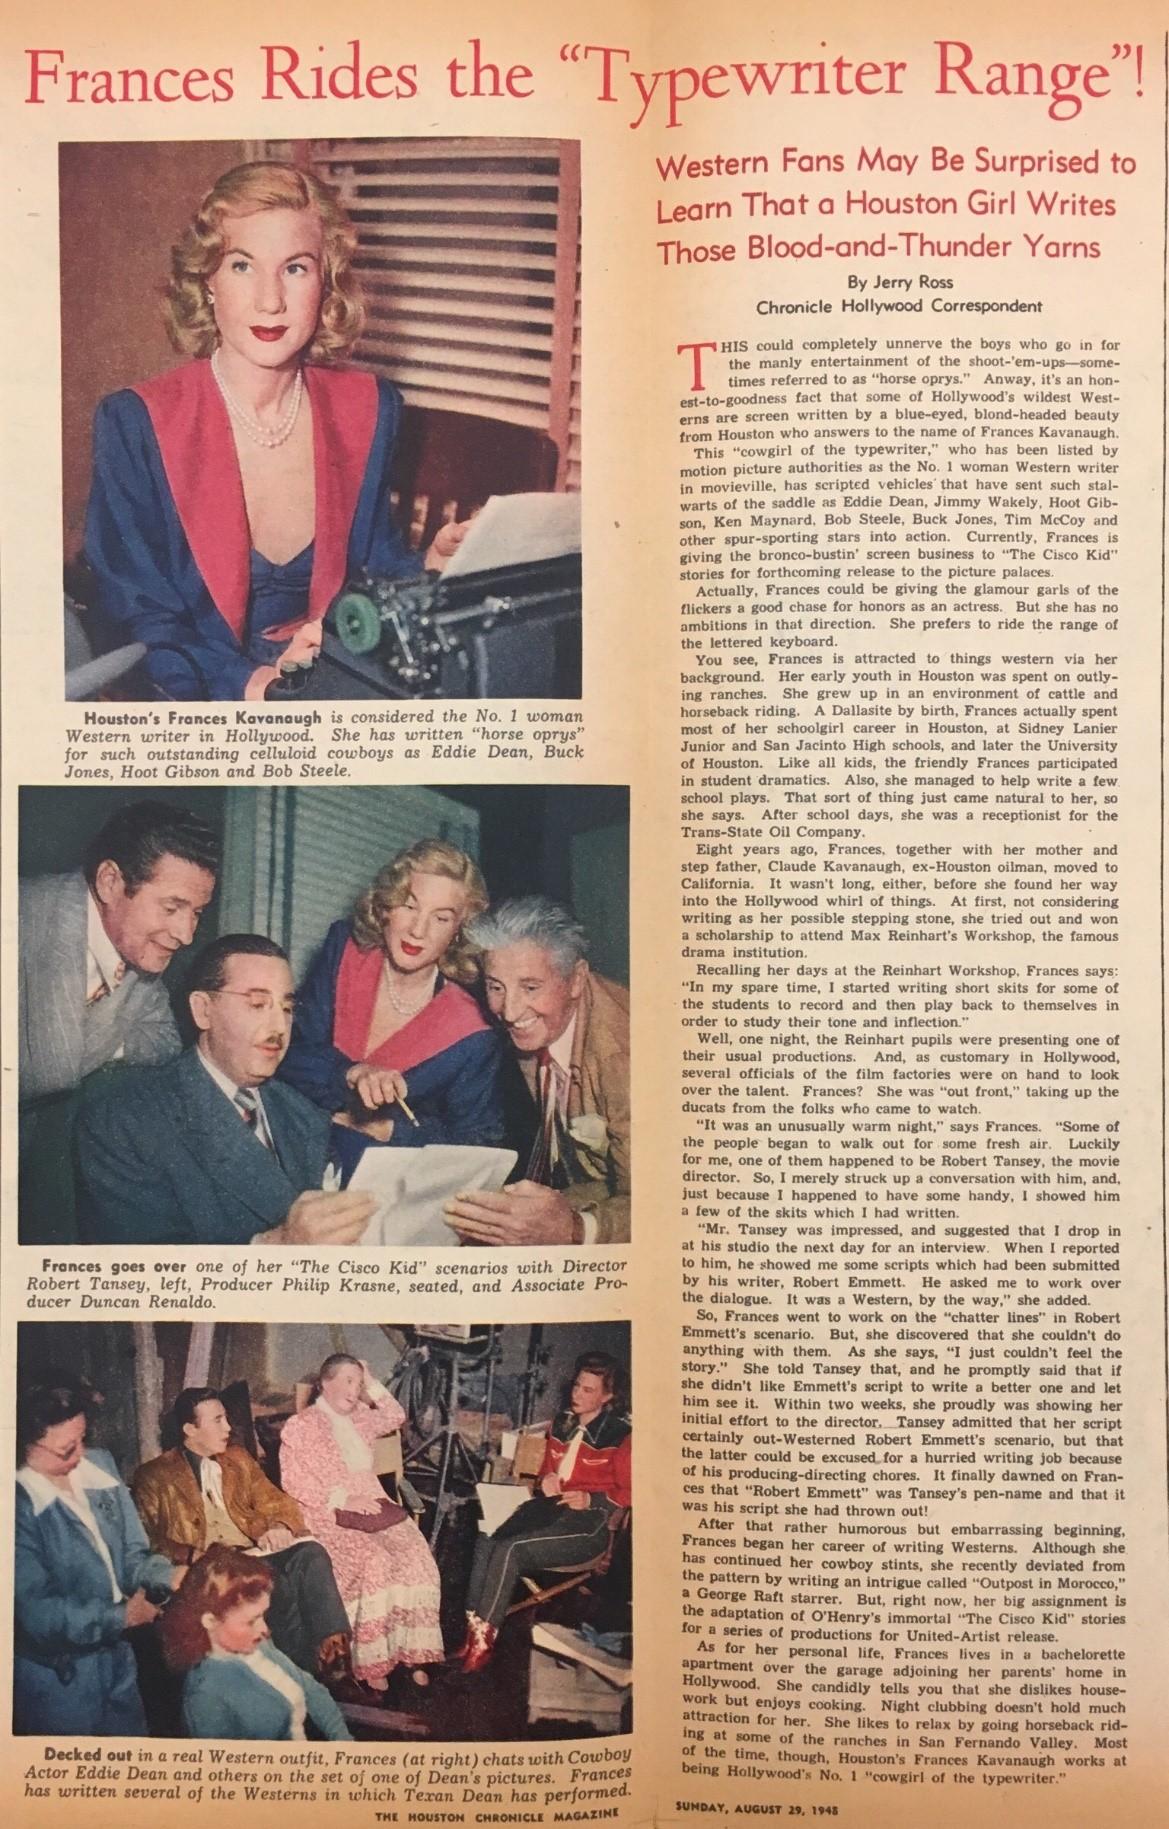 Frances Rides the “Typewriter Range”!
Houston's Frances Kavanaugh is considered the No. 1 woman
Western writer in Hollywood. She has written “horse oprys”
for such outstanding celluloid cowboys as Eddie Dean, Buck
Jones, Hoot Gibson and Bob Steele.
Frances goes over one of her “The Cisco Kid” scenarios with Director
Robert Tansey, left, Producer Philip Krasne, seated, and Associate Pro-
ducer Duncan Renaldo.
Decked out in a real Western outfit, Frances (at right) chats with Cowboy
Actor Eddie Dean and others on the set of one of Dean's pictures. Frances
has written several of the Westerns in which Texan Dean has performed.
THE HOUSTON CHRONICLE MAGAZINE
Western Fans May Be Surprised to
Learn That a Houston Girl Writes
Those Blood-and-Thunder Yarns
By Jerry Ross
Chronicle Hollywood Correspondent
THIS could completely unnerve the boys who go in for
the manly entertainment of the shoot-'em-ups—some-
times referred to as “horse oprys.” Anway, it's an hon-
est-to-goodness fact that some of Hollywood's wildest West-
erns are screen written by a blue-eyed, blond-headed beauty
from Houston who answers to the name of Frances Kavanaugh.
This “cowgirl of the typewriter,” who has been listed by
motion picture authorities as the No. 1 woman Western writer
in movieville, has scripted vehicles that have sent such stal-
warts of the saddle as Eddie Dean, Jimmy Wakely, Hoot Gib-
son, Ken Maynard, Bob Steele, Buck Jones, Tim McCoy and
other spur-sporting stars into action. Currently, Frances is
giving the bronco-bustin' screen business to “The Cisco Kid”
stories for forthcoming release to the picture palaces.
Actually, Frances could be giving the glamour garls of the
flickers a good chase for honors as an actress. But she has no
ambitions in that direction. She prefers to ride the range of
the lettered keyboard.
You see, Frances is attracted to things western via her
background. Her early youth in Houston was spent on outly-
ing ranches. She grew up in an environment of cattle and
horseback riding. A Dallasite by birth, Frances actually spent
most of her schoolgirl career in Houston, at Sidney Lanier
Junior and San Jacinto High schools, and later the University
of Houston. Like all kids, the friendly Frances participated
in student dramatics. Also, she managed to help write a few
school plays. That sort of thing just came natural to her, so
she says. After school days, she was a receptionist for the
Trans-State Oil Company.
Eight years ago, Frances, together with her mother and
step father, Claude Kavanaugh, ex-Houston oilman, moved to
California. It wasn't long, either, before she found her way
into the Hollywood whirl of things. At first, not considering
writing as her possible stepping stone, she tried out and won
a scholarship to attend Max Reinhart's Workshop, the famous
drama institution.
Recalling her days at the Reinhart Workshop, Frances says:
“In my spare time, I started writing short skits for some of
the students to record and then play back to themselves in
order to study their tone and inflection.”
Well, one night, the Reinhart pupils were presenting one of
their usual productions. And, as customary in Hollywood,
several officials of the film factories were on hand to look
over the talent. Frances? She was “out front,” taking up the
ducats from the folks who came to watch.
“It was an unusually warm night,” says Frances. “Some of
the people began to walk out for some fresh air. Luckily
for me, one of them happened to be Robert Tansey, the movie
director. So, I merely struck up a conversation with him, and,
just because I happened to have some handy, I showed him
a few of the skits which I had written.
“Mr. Tansey was impressed, and suggested that I drop in
at his studio the next day for an interview. When I reported
to him, he showed me some scripts which had been submitted
by his writer, Robert Emmett. He asked me to work over
the dialogue. It was a Western, by the way,” she added.
So, Frances went to work on the “chatter lines” in Robert
Emmett's scenario. But, she discovered that she couldn't do
anything with them. As she says, “I just couldn't feel the
story.” She told Tansey that, and he promptly said that if
she didn't like Emmett's script to write a better one and let
him see it. Within two weeks, she proudly was showing her
initial effort to the director. Tansey admitted that her script
certainly out-Westerned Robert Emmett's scenario, but that
the latter could be excused for a hurried writing job because
of his producing-directing chores. It finally dawned on Fran-
ces that “Robert Emmett” was Tansey's pen-name and that it
was his script she had thrown out!
After that rather humorous but embarrassing beginning,
Frances began her career of writing Westerns. Although she
has continued her cowboy stints, she recently deviated from
the pattern by writing an intrigue called “Outpost in Morocco,”
a George Raft starrer. But, right now, her big assignment is
the adaptation of O'Henry's immortal “The Cisco Kid” stories
for a series of productions for United-Artist release.
As for her personal life, Frances lives in a bachelorette
apartment over the garage adjoining her parents' home in
Hollywood. She candidly tells you that she dislikes house-
work but enjoys cooking. Night clubbing doesn't hold much
attraction for her. She likes to relax by going horseback rid-
ing at some of the ranches in San Fernando Valley. Most
of the time, though, Houston's Frances Kavanaugh works at
being Hollywood's No. 1 “cowgirl of the typewriter.”
SUNDAY, AUGUST 29, 1948